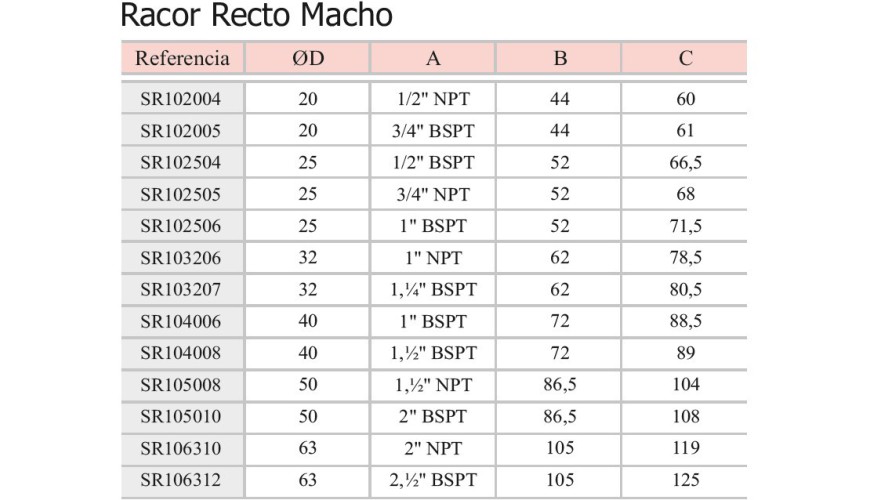 Racor Recto Macho
Referencia ØD A B C
SR102004 20 1/2" NPT 44 60
SR102005 20 3/4" BSPT 44 61
SR102504 25 1/2" BSPT 52 66,5
SR102505 25 3/4" NPT 52 68
SR102506 25 1" BSPT 52 71,5
SR103206 32 1" NPT 62 78,5
SR103207 32 1,¼" BSPT 62 80,5
SR104006 40 1" BSPT 72 88,5
SR104008 40 1,½" BSPT 72 89
SR105008 50 1,½" NPT 86,5 104
SR105010 50 2" BSPT 86,5 108
SR106310 63 2" NPT 105 119
SR106312 63 2,½" BSPT 105 125